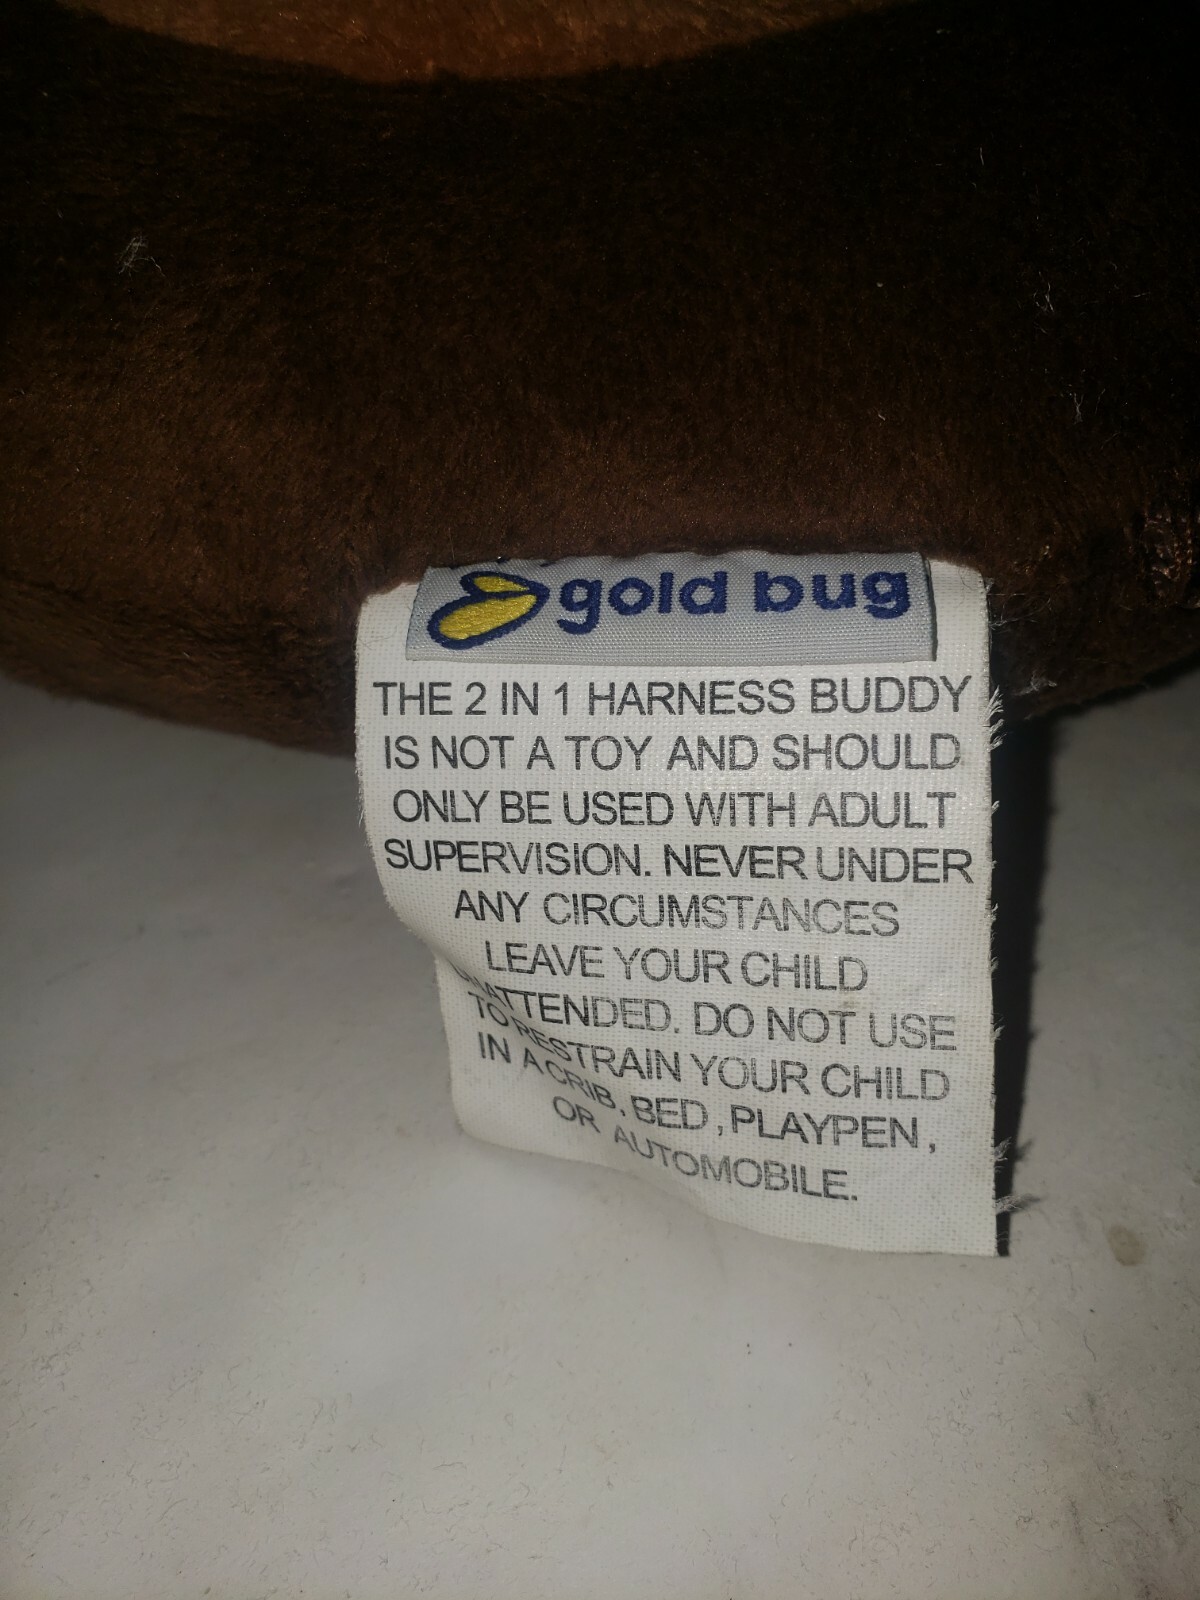 gold bug
THE 2 IN 1 HARNESS BUDDY
IS NOT A TOY AND SHOULD
ONLY BE USED WITH ADULT
SUPERVISION. NEVER UNDER
ANY CIRCUMSTANCES
LEAVE YOUR CHILD
UNATTENDED. DO NOT USE
TO RESTRAIN YOUR CHILD
IN A CRIB, BED, PLAYPEN,
OR AUTOMOBILE.